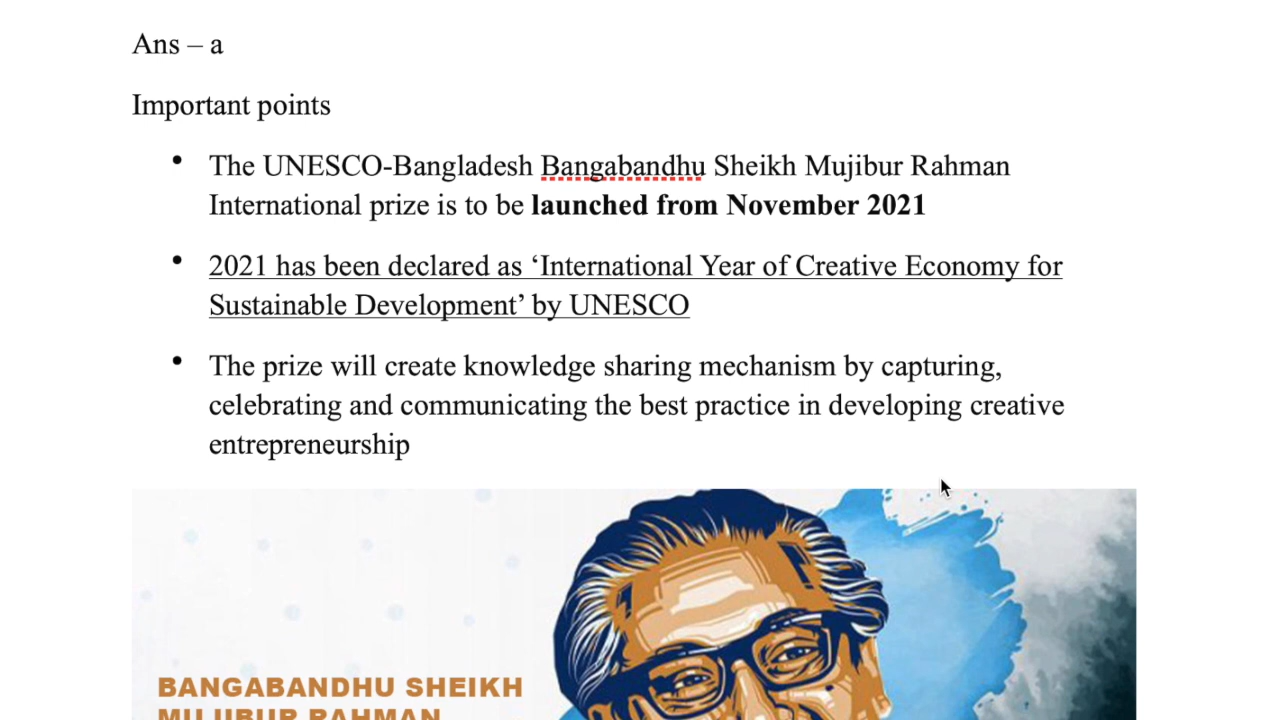 Ans – a
Important points
• The UNESCO-Bangladesh Bangabandhu Sheikh Mujibur Rahman
International prize is to be launched from November 2021
• 2021 has been declared as ‘International Year of Creative Economy for
Sustainable Development’ by UNESCO
• The prize will create knowledge sharing mechanism by capturing,
celebrating and communicating the best practice in developing creative
entrepreneurship
BANGABANDHU SHEIKH
MUJIBUR RAHMAN